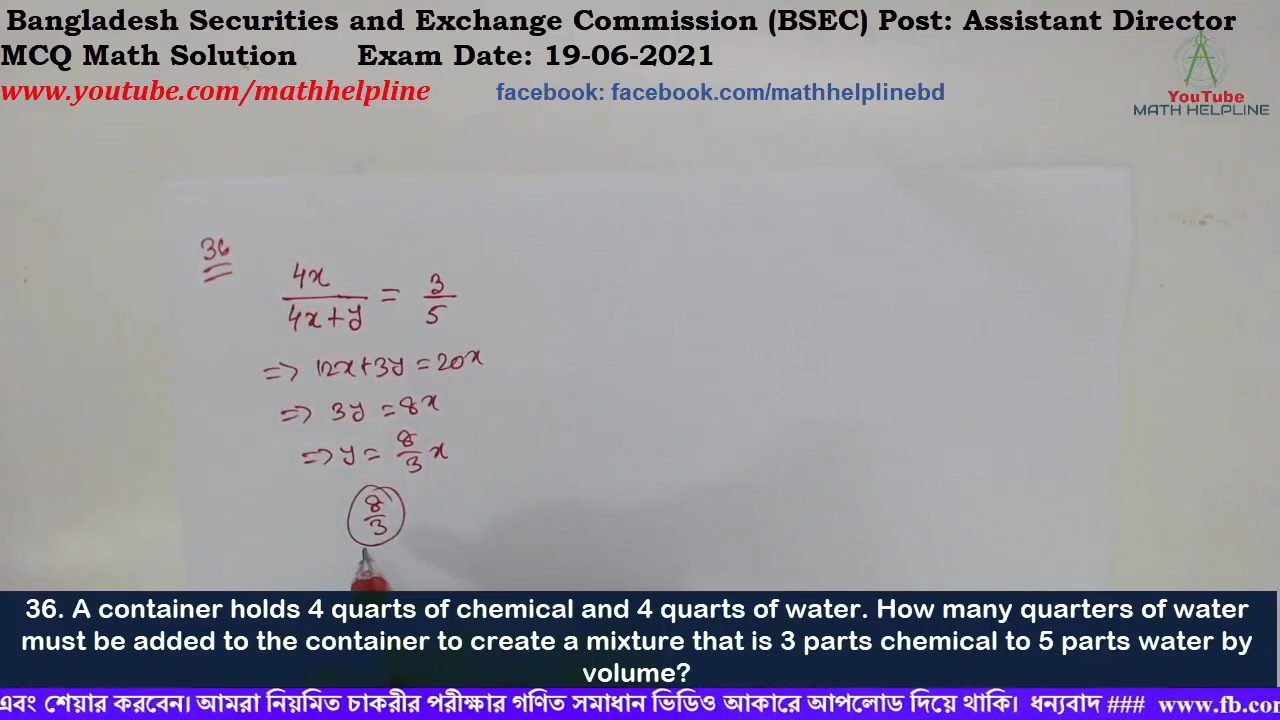 Bangladesh Securities and Exchange Commission (BSEC) Post: Assistant Director
MCQ Math Solution Exam Date: 19-06-2021
www.youtube.com/mathhelpline facebook: facebook.com/mathhelplinebd
YouTube
MATH HELPLINE
36
4x/4x+y = 3/5
=> 12x+3y = 20x
=> 3y = 8x
=> y = 8/3 x
8/3
36. A container holds 4 quarts of chemical and 4 quarts of water. How many quarters of water
must be added to the container to create a mixture that is 3 parts chemical to 5 parts water by
volume?
এবং শেয়ার করবেন। আমরা নিয়মিত চাকরীর পরীক্ষার গণিত সমাধান ভিডিও আকারে আপলোড দিয়ে থাকি। ধন্যবাদ ### www.fb.con